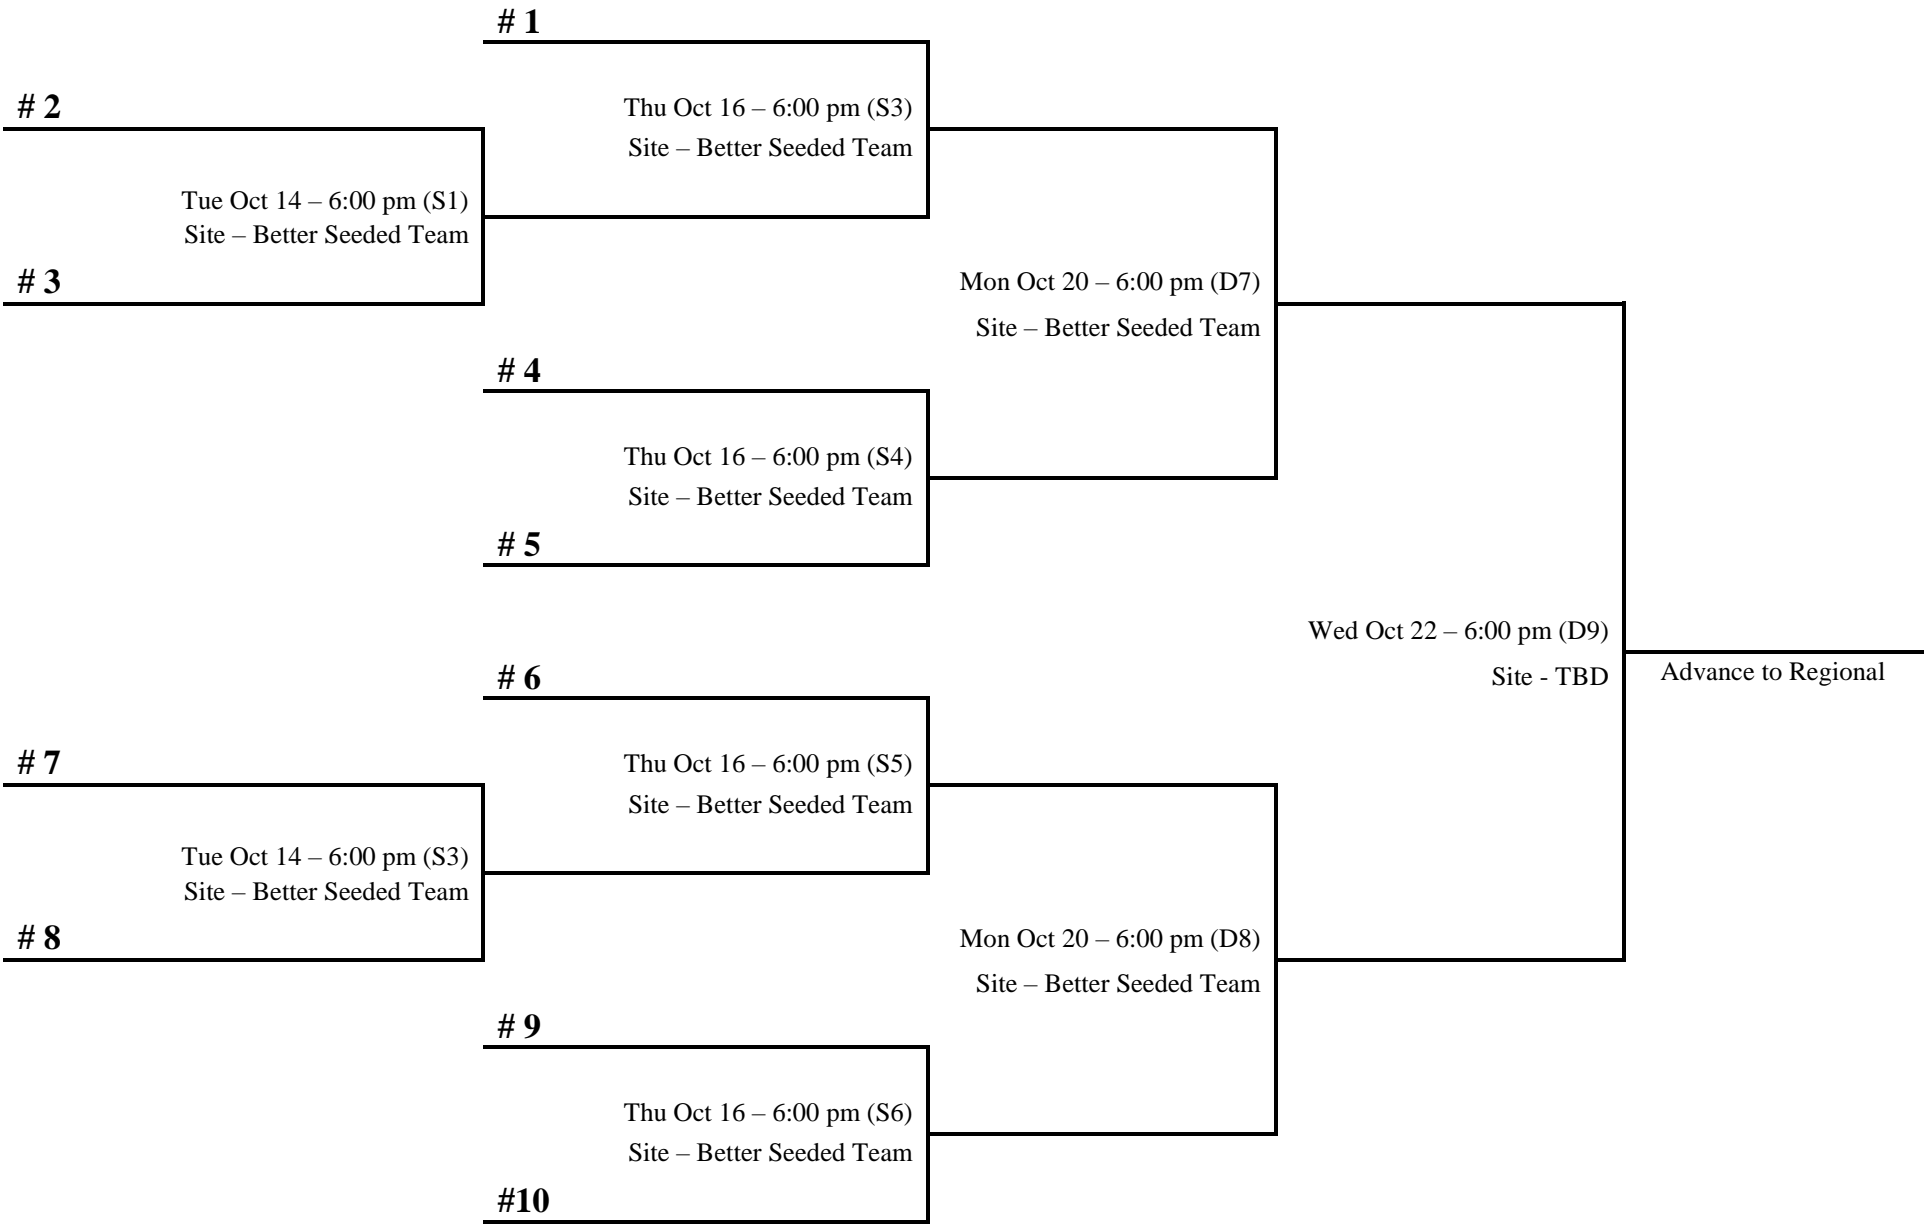 # 1
# 2
Thu Oct 16 – 6:00 pm (S3)
Site – Better Seeded Team
Tue Oct 14 – 6:00 pm (S1)
Site – Better Seeded Team
# 3
Mon Oct 20 – 6:00 pm (D7)
Site – Better Seeded Team
# 4
Thu Oct 16 – 6:00 pm (S4)
Site – Better Seeded Team
# 5
Wed Oct 22 – 6:00 pm (D9)
Site - TBD
Advance to Regional
# 6
# 7
Thu Oct 16 – 6:00 pm (S5)
Site – Better Seeded Team
Tue Oct 14 – 6:00 pm (S3)
Site – Better Seeded Team
# 8
Mon Oct 20 – 6:00 pm (D8)
Site – Better Seeded Team
# 9
Thu Oct 16 – 6:00 pm (S6)
Site – Better Seeded Team
#10